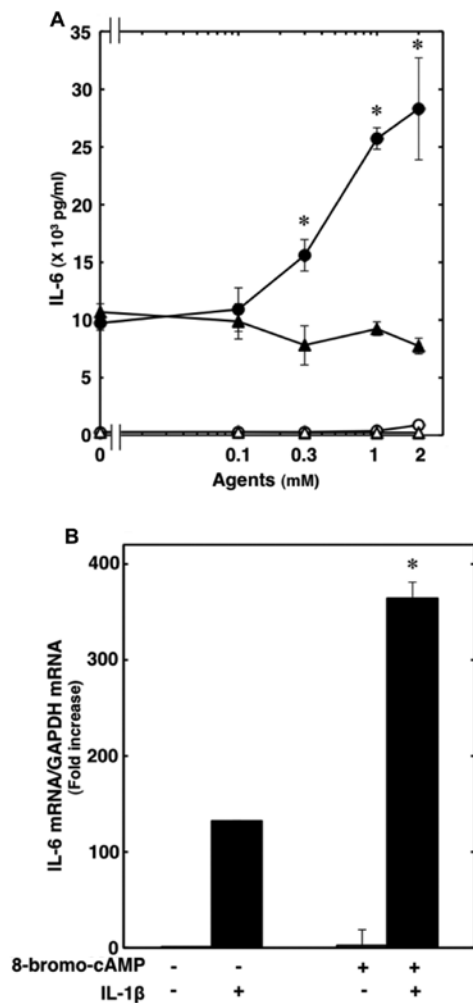 A
35
30
25
20
15
10
5
0
IL-6 (X 10³ pg/ml)
*
*
*
0 0.1 0.3 1 2
Agents (mM)
B
400
300
200
100
0
IL-6 mRNA/GAPDH mRNA
(Fold increase)
*
8-bromo-cAMP - - + +
IL-1β - + - +